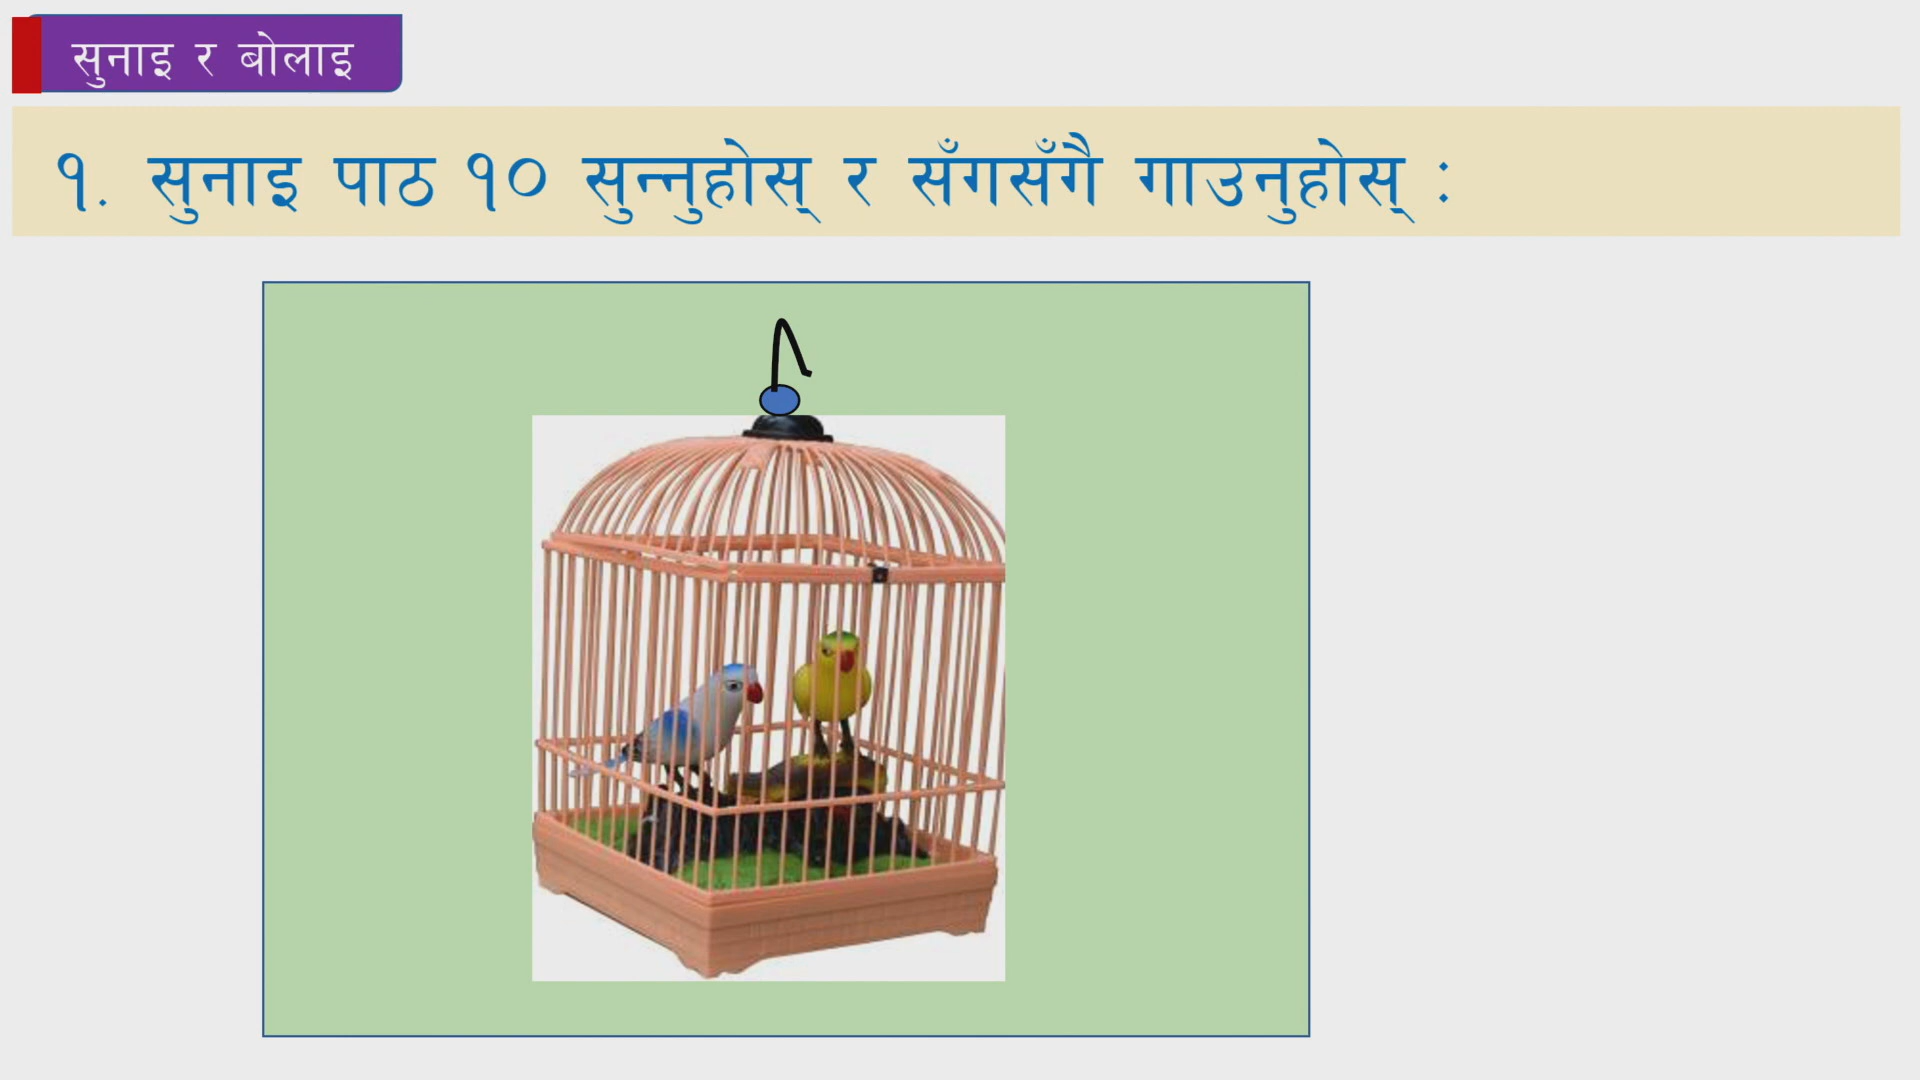 सुनाइ र बोलाइ
१. सुनाइ पाठ १० सुन्नुहोस् र सँगसँगै गाउनुहोस् :